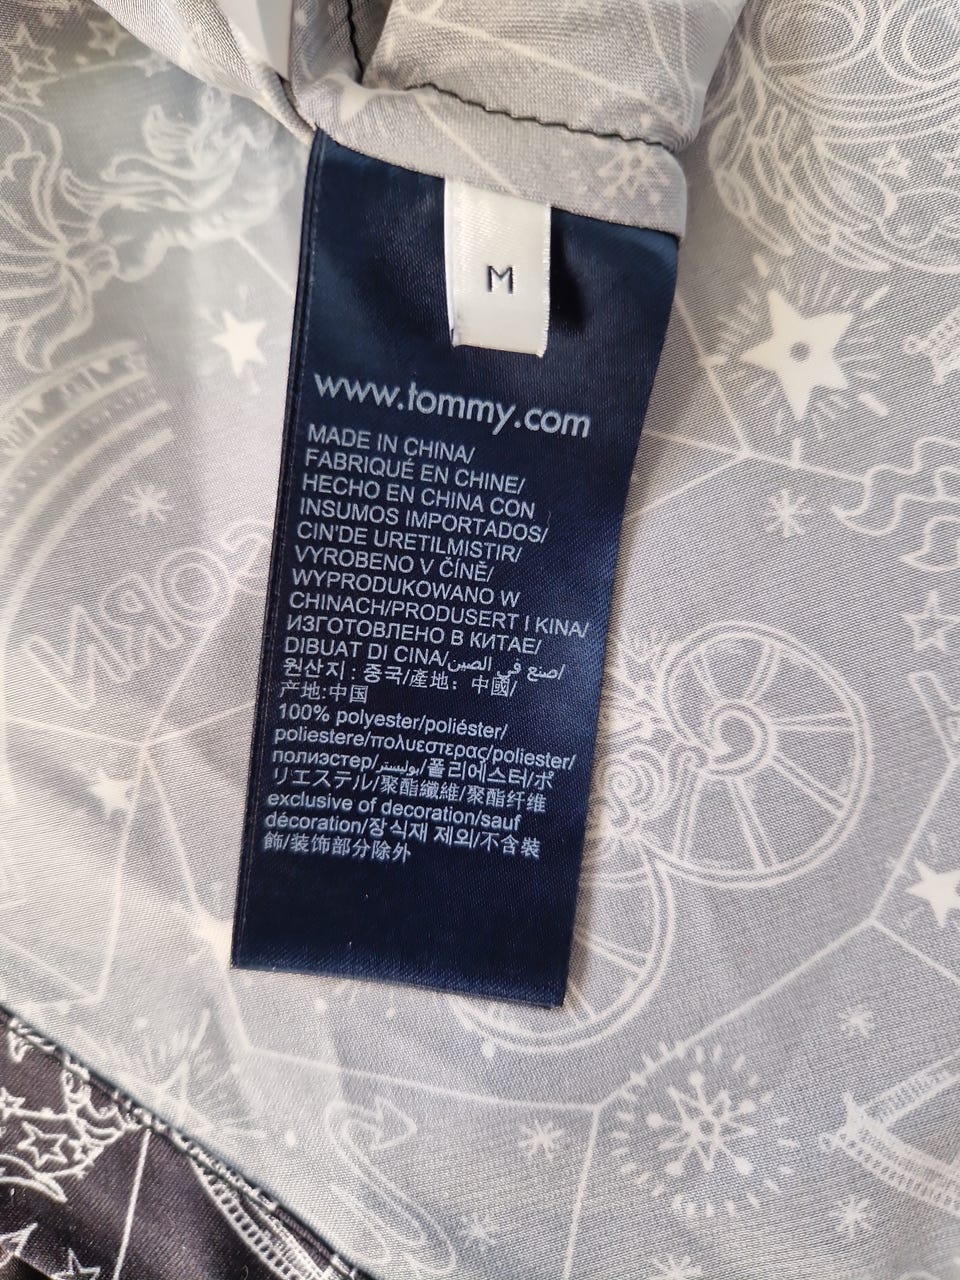 M
www.tommy.com
MADE IN CHINA/
FABRIQUÉ EN CHINE/
HECHO EN CHINA CON
INSUMOS IMPORTADOS/
CIN'DE URETILMISTIR/
VYROBENO V ČÍNĚ/
WYPRODUKOWANO W
CHINACH/PRODUSERT I KINA/
ИЗГОТОВЛЕНО В КИТАЕ/
DIBUAT DI CINA/صنع في الصين/
원산지: 중국/產地: 中國/
产地:中国
100% polyester/poliéster/
poliestere/πολυεστερας/poliester/
полиэстер/بوليستر/폴리에스터/ポ
リエステル/聚酯纖維/聚酯纤维
exclusive of decoration/sauf
décoration/장식재 제외/不含裝
飾/装饰部分除外